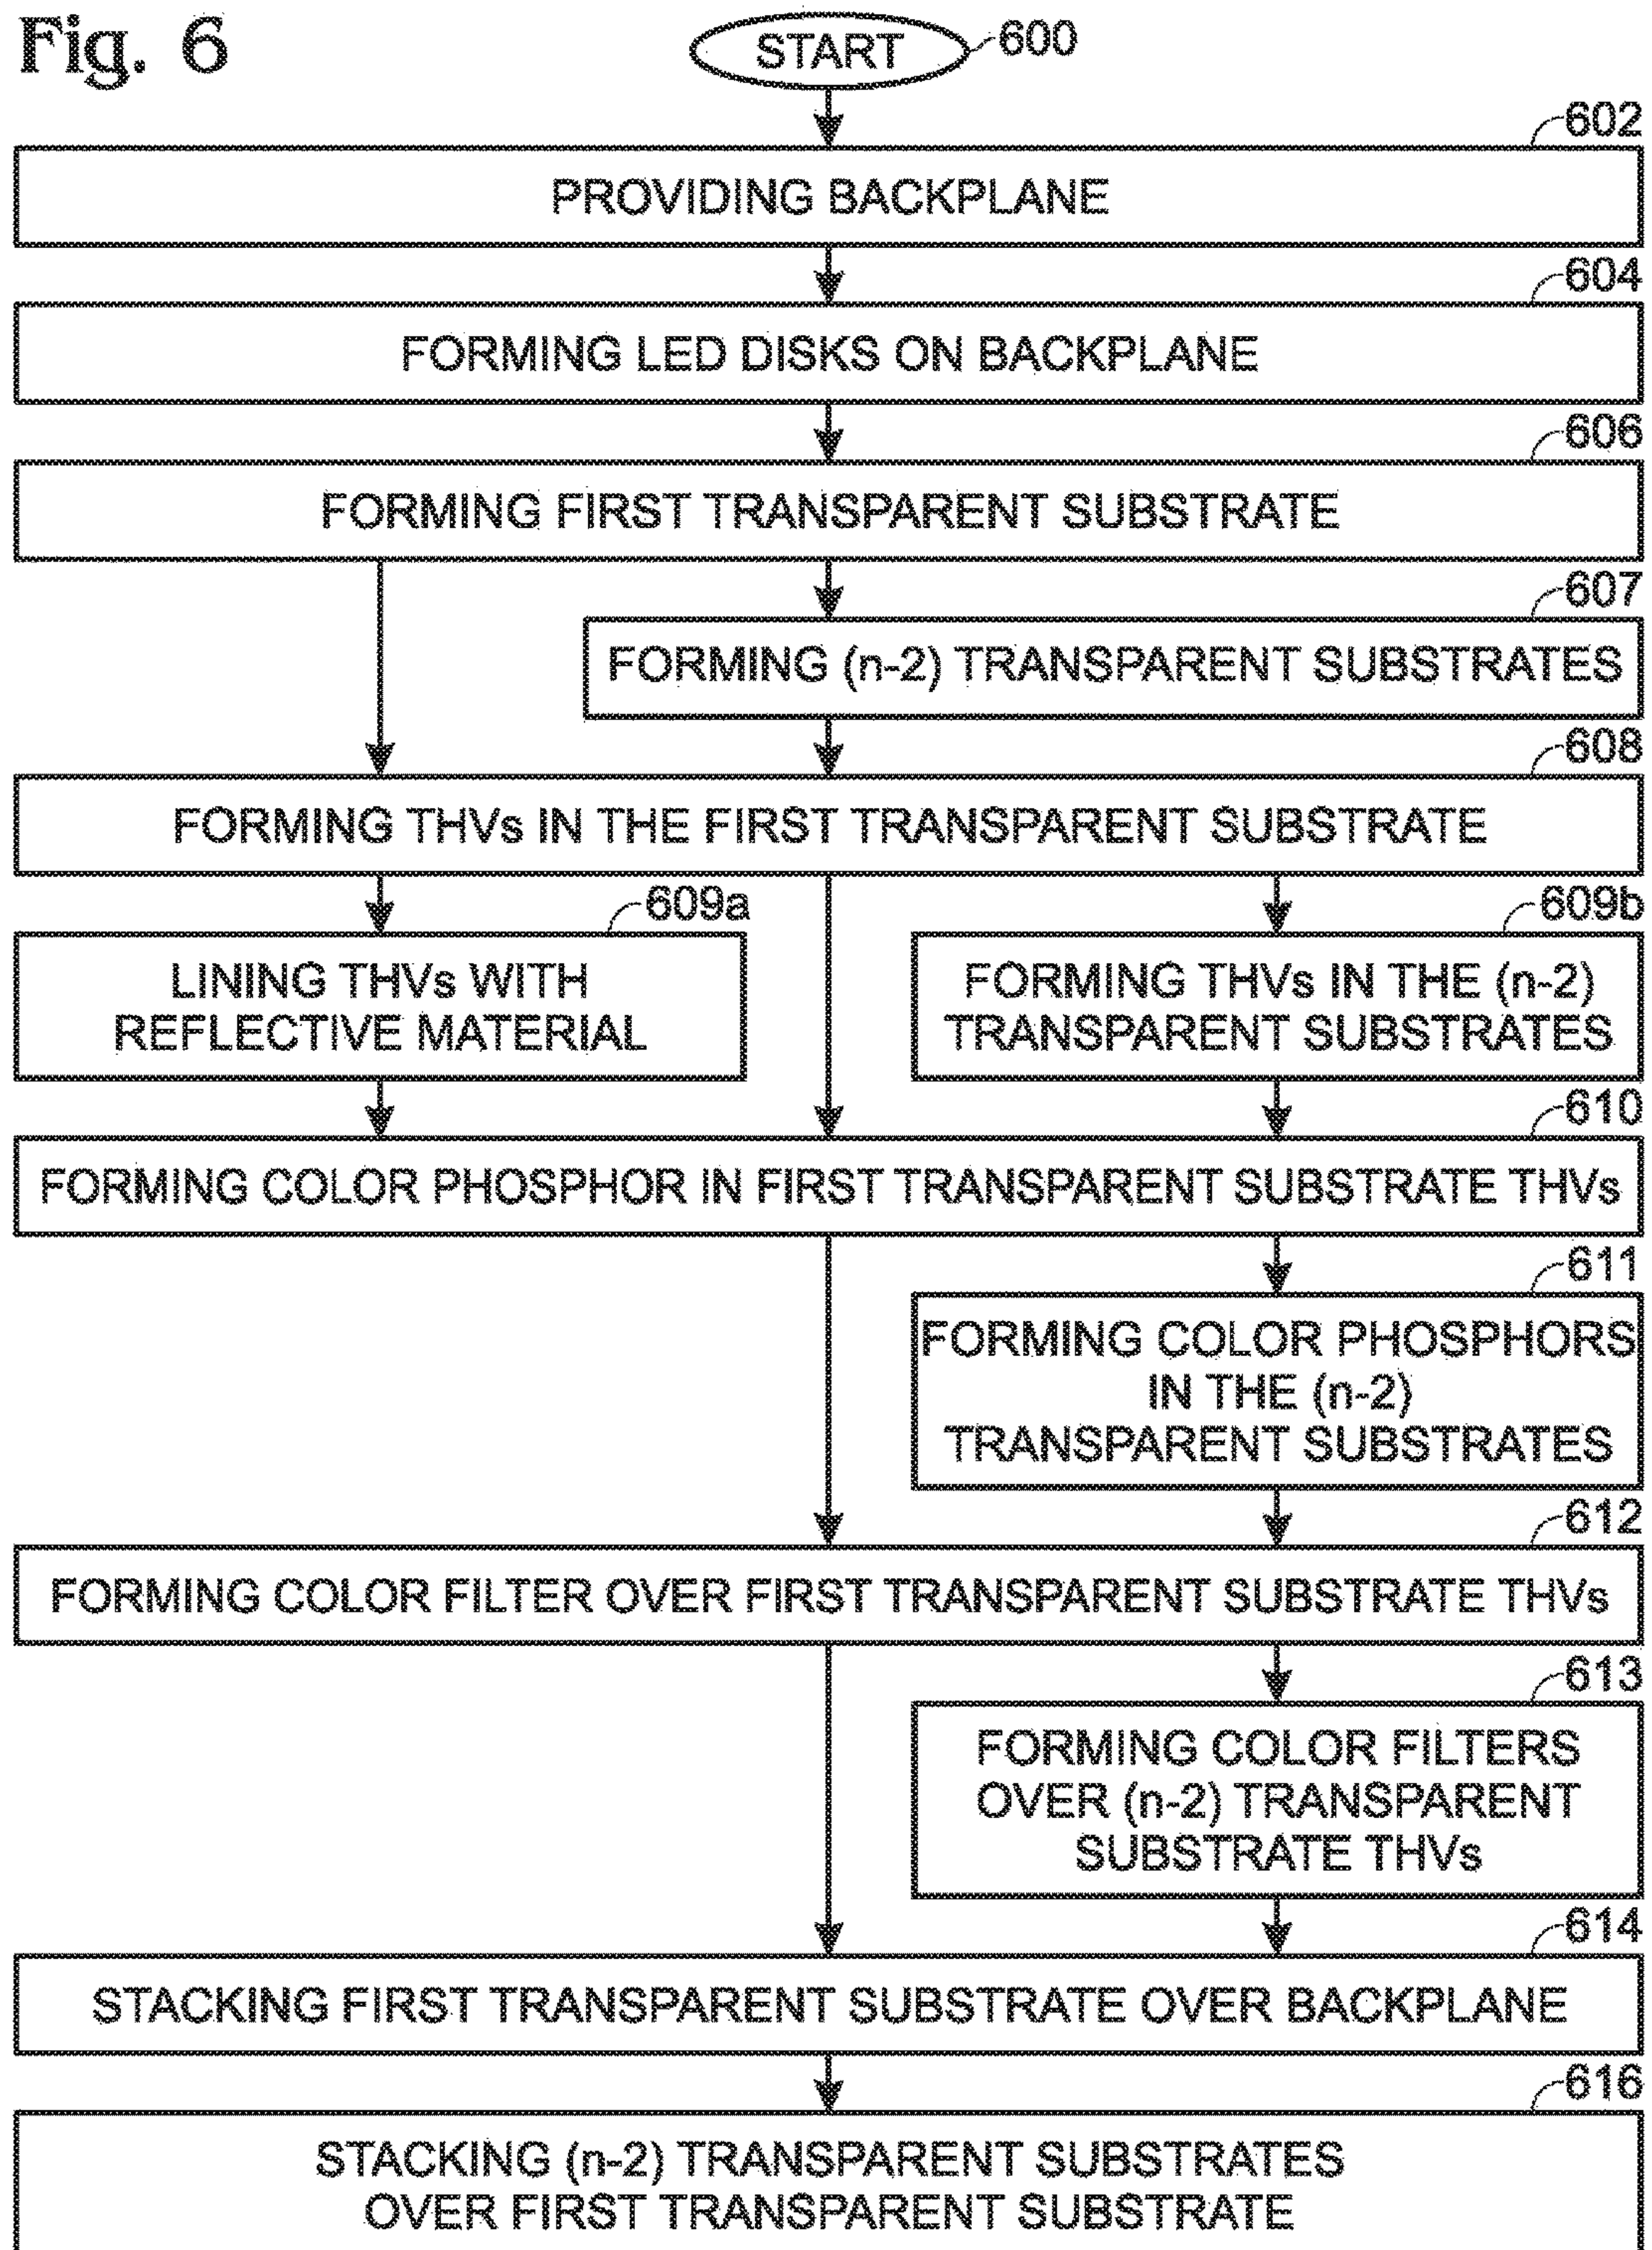 Fig. 6
START
600
602
PROVIDING BACKPLANE
604
FORMING LED DISKS ON BACKPLANE
606
FORMING FIRST TRANSPARENT SUBSTRATE
607
FORMING (n-2) TRANSPARENT SUBSTRATES
608
FORMING THVs IN THE FIRST TRANSPARENT SUBSTRATE
609a
LINING THVs WITH
REFLECTIVE MATERIAL
609b
FORMING THVs IN THE (n-2)
TRANSPARENT SUBSTRATES
610
FORMING COLOR PHOSPHOR IN FIRST TRANSPARENT SUBSTRATE THVs
611
FORMING COLOR PHOSPHORS
IN THE (n-2)
TRANSPARENT SUBSTRATES
612
FORMING COLOR FILTER OVER FIRST TRANSPARENT SUBSTRATE THVs
613
FORMING COLOR FILTERS
OVER (n-2) TRANSPARENT
SUBSTRATE THVs
614
STACKING FIRST TRANSPARENT SUBSTRATE OVER BACKPLANE
616
STACKING (n-2) TRANSPARENT SUBSTRATES
OVER FIRST TRANSPARENT SUBSTRATE